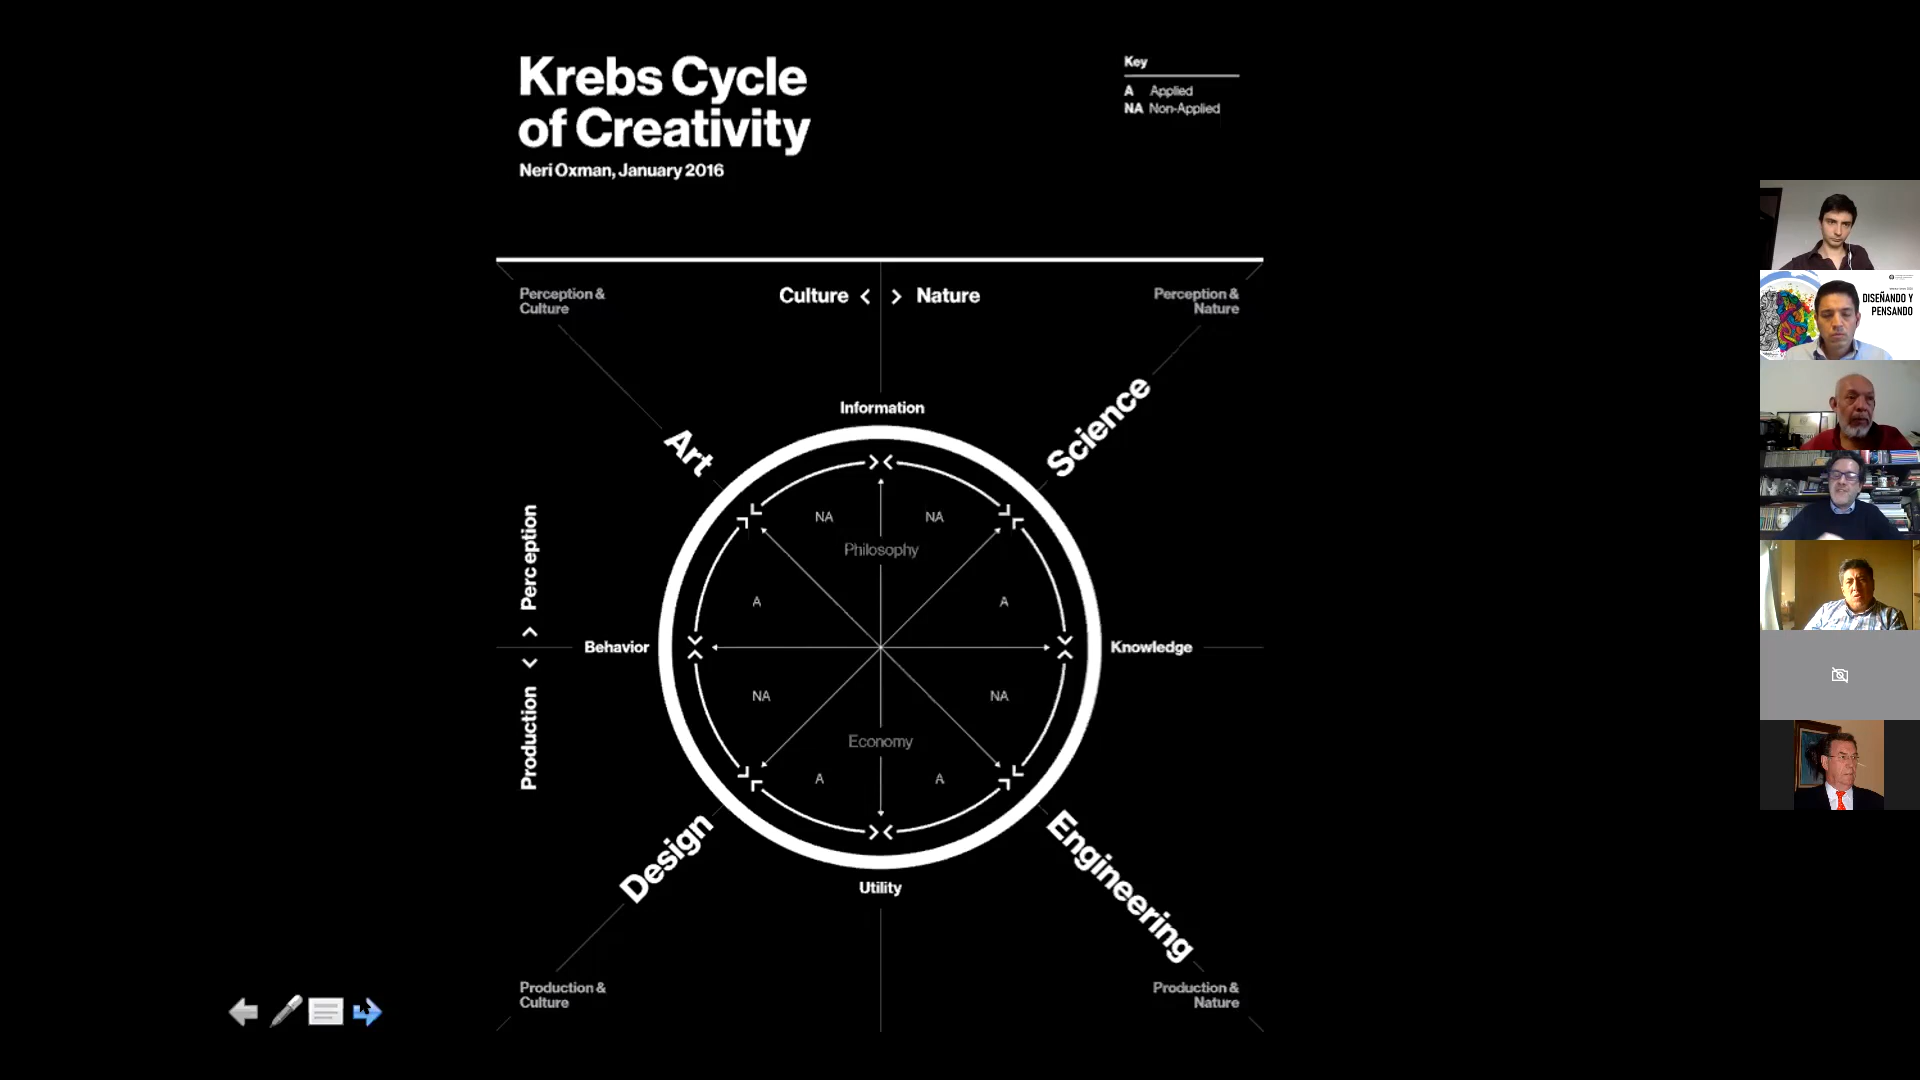 Krebs Cycle
of Creativity
Neri Oxman, January 2016
Key
A Applied
NA Non-Applied
Perception &
Culture
Culture < > Nature
Perception &
Nature
Information
Art
Science
NA
NA
Philosophy
A
A
Perception
Behavior
Knowledge
Production
NA
NA
Economy
A
A
Design
Engineering
Utility
Production &
Culture
Production &
Nature
DISEÑANDO Y
PENSANDO